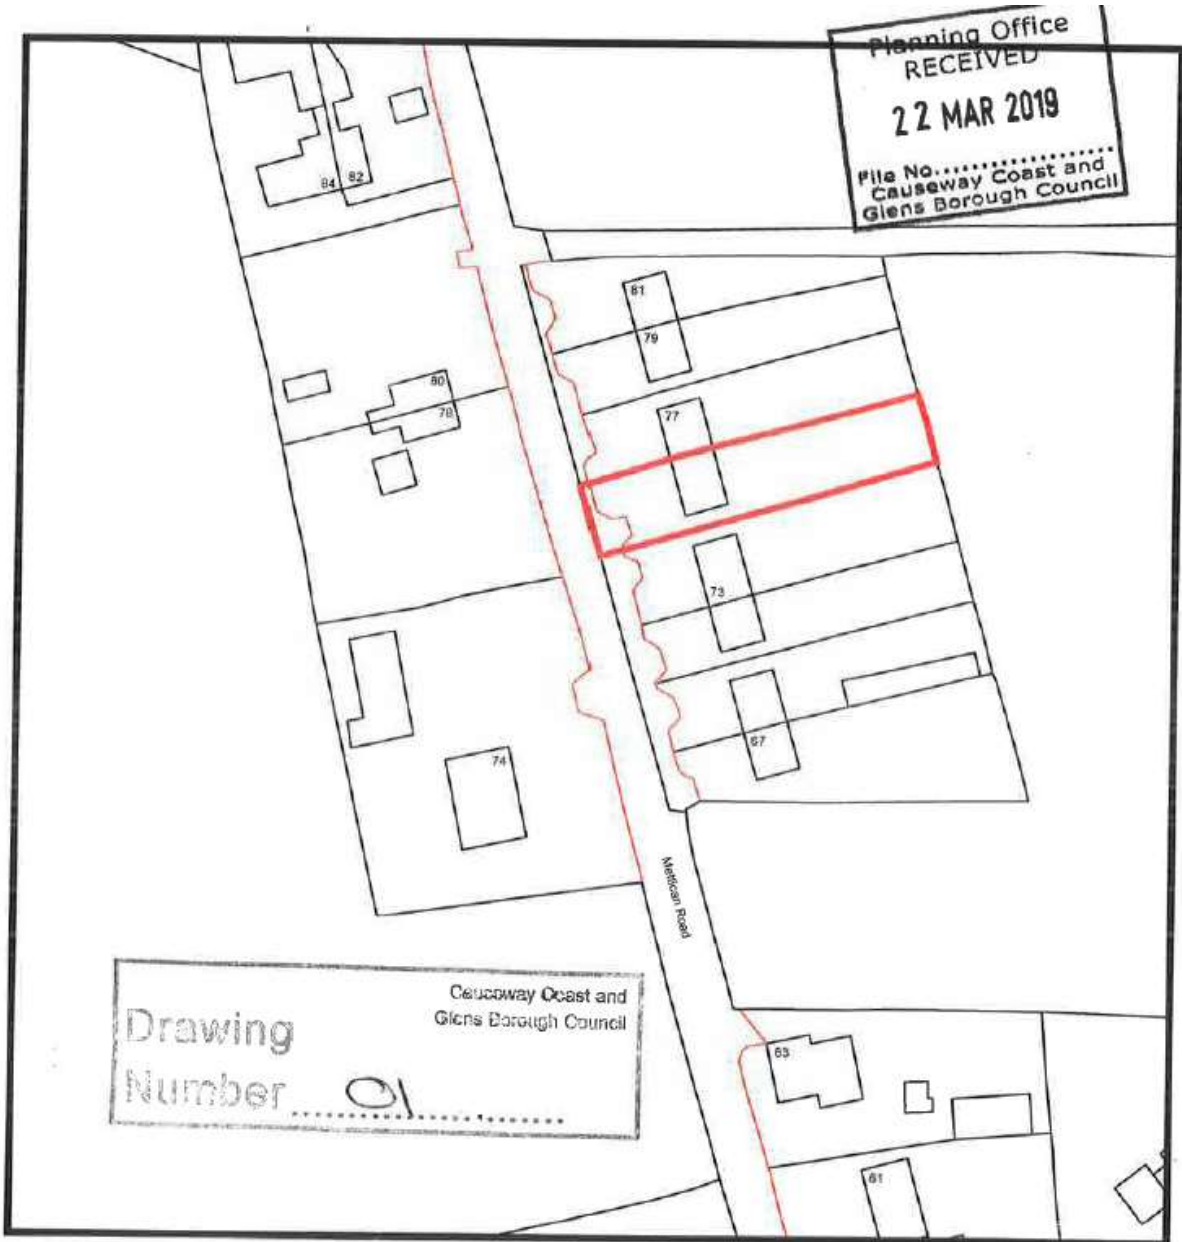 Planning Office
RECEIVED
22 MAR 2019
File No.
Causeway Coast and
Glens Borough Council
84 82
81
79
80
78
77
73
74
67
Mettican Road
Causeway Coast and
Glens Borough Council
Drawing
Number 01
63
61